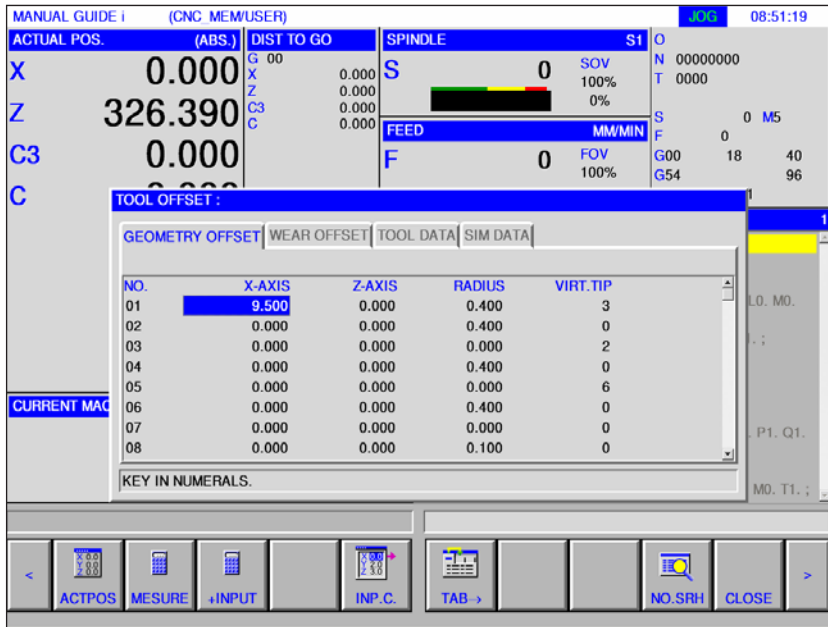 MANUAL GUIDE i (CNC_MEM/USER) JOG 08:51:19
ACTUAL POS. (ABS.)
X 0.000
Z 326.390
C3 0.000
C
DIST TO GO
G 00
X 0.000
Z 0.000
C3 0.000
C 0.000
SPINDLE S1
S 0 SOV
100%
0%
FEED MM/MIN
F 0 FOV
100%
O
N 00000000
T 0000
S 0 M5
F 0
G00 18 40
G54 96
1
1
TOOL OFFSET :
GEOMETRY OFFSET WEAR OFFSET TOOL DATA SIM DATA
NO. X-AXIS Z-AXIS RADIUS VIRT.TIP
01 9.500 0.000 0.400 3
02 0.000 0.000 0.400 0
03 0.000 0.000 0.000 2
04 0.000 0.000 0.400 0
05 0.000 0.000 0.000 6
06 0.000 0.000 0.400 0
07 0.000 0.000 0.000 0
08 0.000 0.000 0.100 0
KEY IN NUMERALS.
L0. M0.
. ;
. P1. Q1.
M0. T1. ;
CURRENT MAC
< ACTPOS MESURE +INPUT INP.C. TAB→ NO.SRH CLOSE >